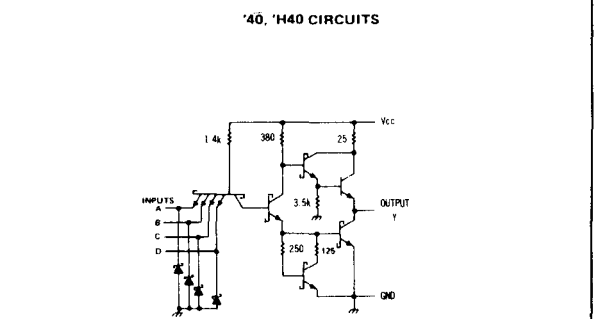 '40, 'H40 CIRCUITS
Vcc
1.4k
380
25
INPUTS
A
3.5k
OUTPUT
B
Y
C
D
250
125
GND